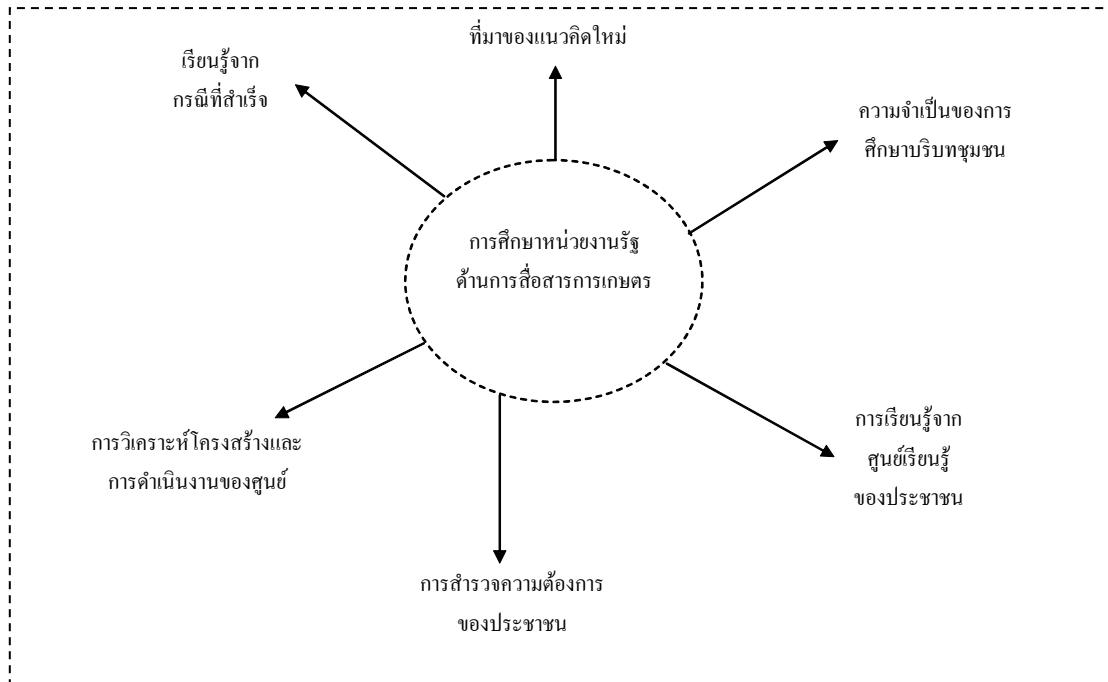 ที่มาของแนวคิดใหม่
เรียนรู้จาก
กรณีที่สำเร็จ
ความจำเป็นของการ
ศึกษาบริบทชุมชน
การศึกษาหน่วยงานรัฐ
ด้านการสื่อสารการเกษตร
การเรียนรู้จาก
ศูนย์เรียนรู้
ของประชาชน
การวิเคราะห์โครงสร้างและ
การดำเนินงานของศูนย์
การสำรวจความต้องการ
ของประชาชน